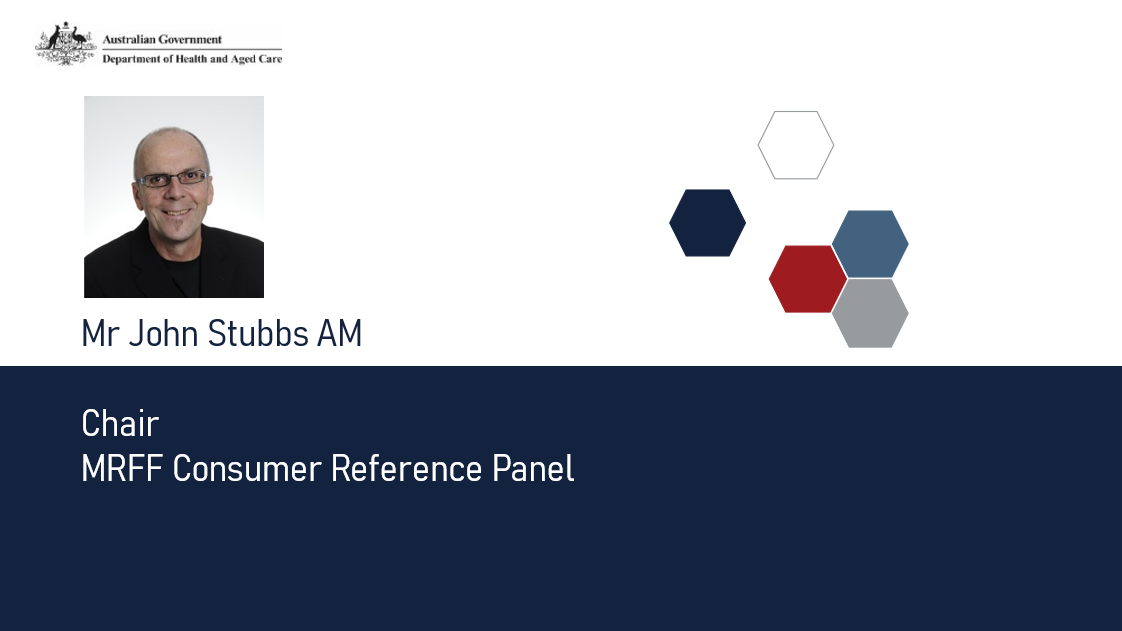 Australian Government
Department of Health and Aged Care
Mr John Stubbs AM
Chair
MRFF Consumer Reference Panel